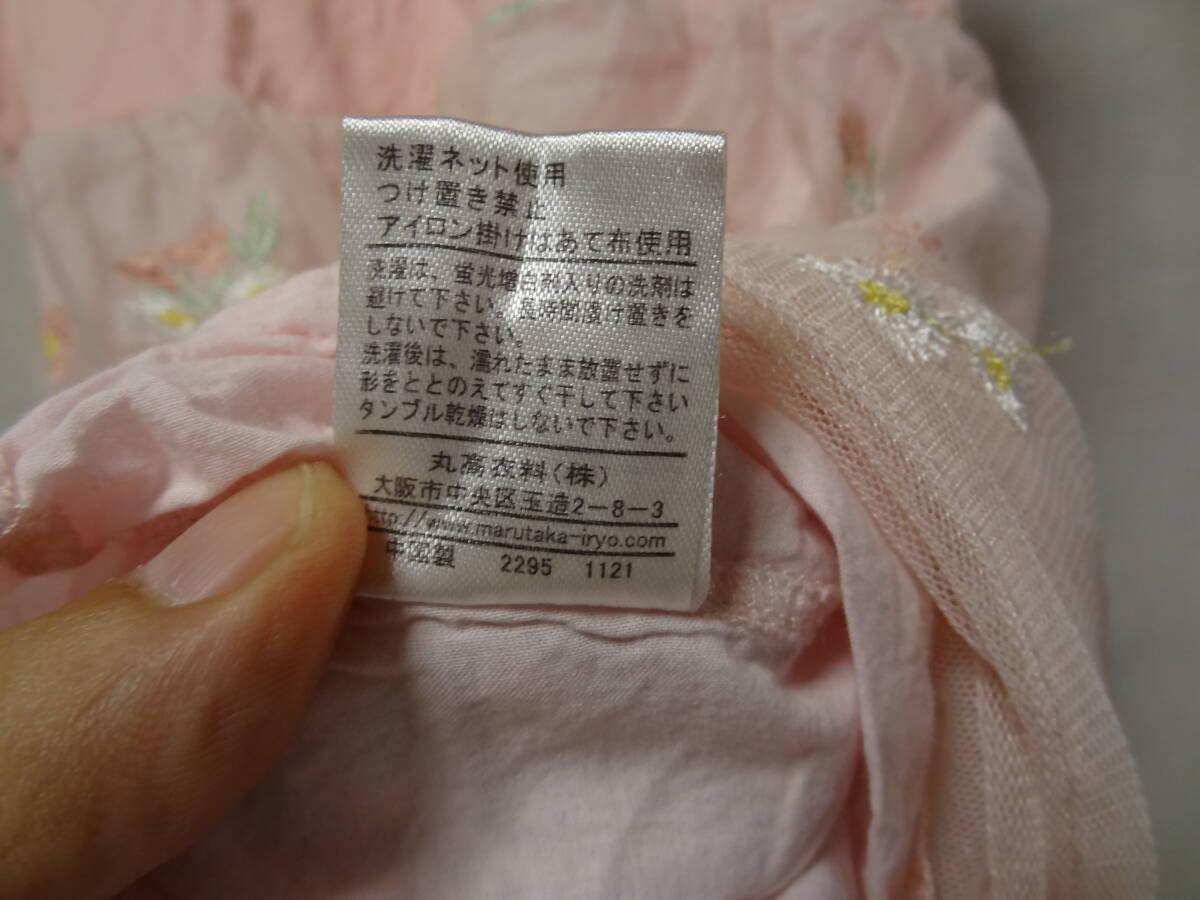 洗濯ネット使用
つけ置き禁止
アイロン掛けはあて布使用
洗濯は、蛍光増白剤入りの洗剤は
避けて下さい。長時間漬け置きを
しないで下さい。
洗濯後は、濡れたまま放置せずに
形をととのえてすぐ干して下さい
タンブル乾燥はしないで下さい。
丸高衣料(株)
大阪市中央区玉造2-8-3
http://www.marutaka-iryo.com
中国製 2295 1121